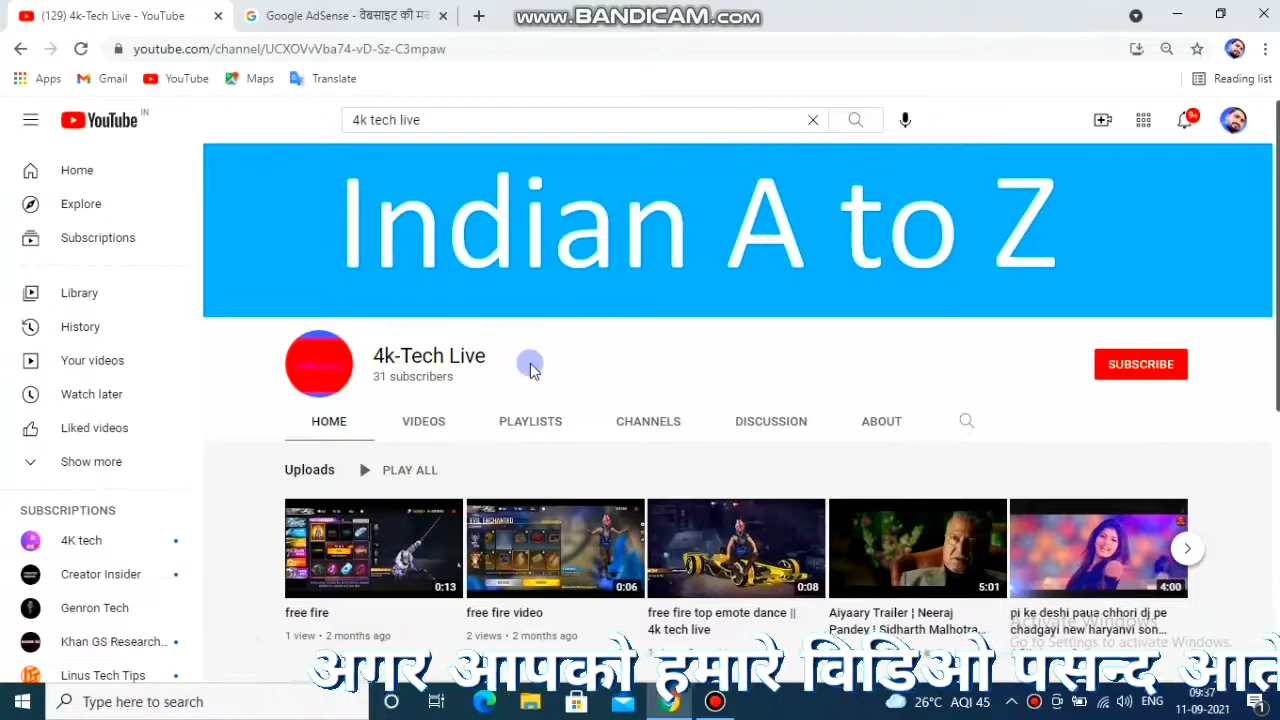 (129) 4k-Tech Live - YouTube
Google AdSense - वेबसाइट की
www.BANDICAM.com
youtube.com/channel/UCXOVvVba74-vD-Sz-C3mpaw
Apps
Gmail
YouTube
Maps
Translate
Reading list
YouTube IN
4k tech live
9+
Home
Explore
Subscriptions
Library
History
Your videos
Watch later
Liked videos
Show more
SUBSCRIPTIONS
4K tech
Creator Insider
Genron Tech
Khan GS Research...
Linus Tech Tips
Indian A to Z
4k-Tech Live
31 subscribers
SUBSCRIBE
HOME
VIDEOS
PLAYLISTS
CHANNELS
DISCUSSION
ABOUT
Uploads
PLAY ALL
EVIL ENCHANTED
0:13
0:06
0:08
5:01
4:00
free fire
1 view • 2 months ago
free fire video
2 views • 2 months ago
free fire top emote dance ||
4k tech live
Aiyaary Trailer ¦ Neeraj
Pandey ¦ Sidharth Malhotra...
pi ke deshi paua chhori dj pe
chadgayi new haryanvi son...
Activate Windows
Go to Settings to activate Windows.
अगर आपको हमारे विडिओ पसन्द आते
Type here to search
26°C AQI 45
ENG
09:37
11-09-2021
1